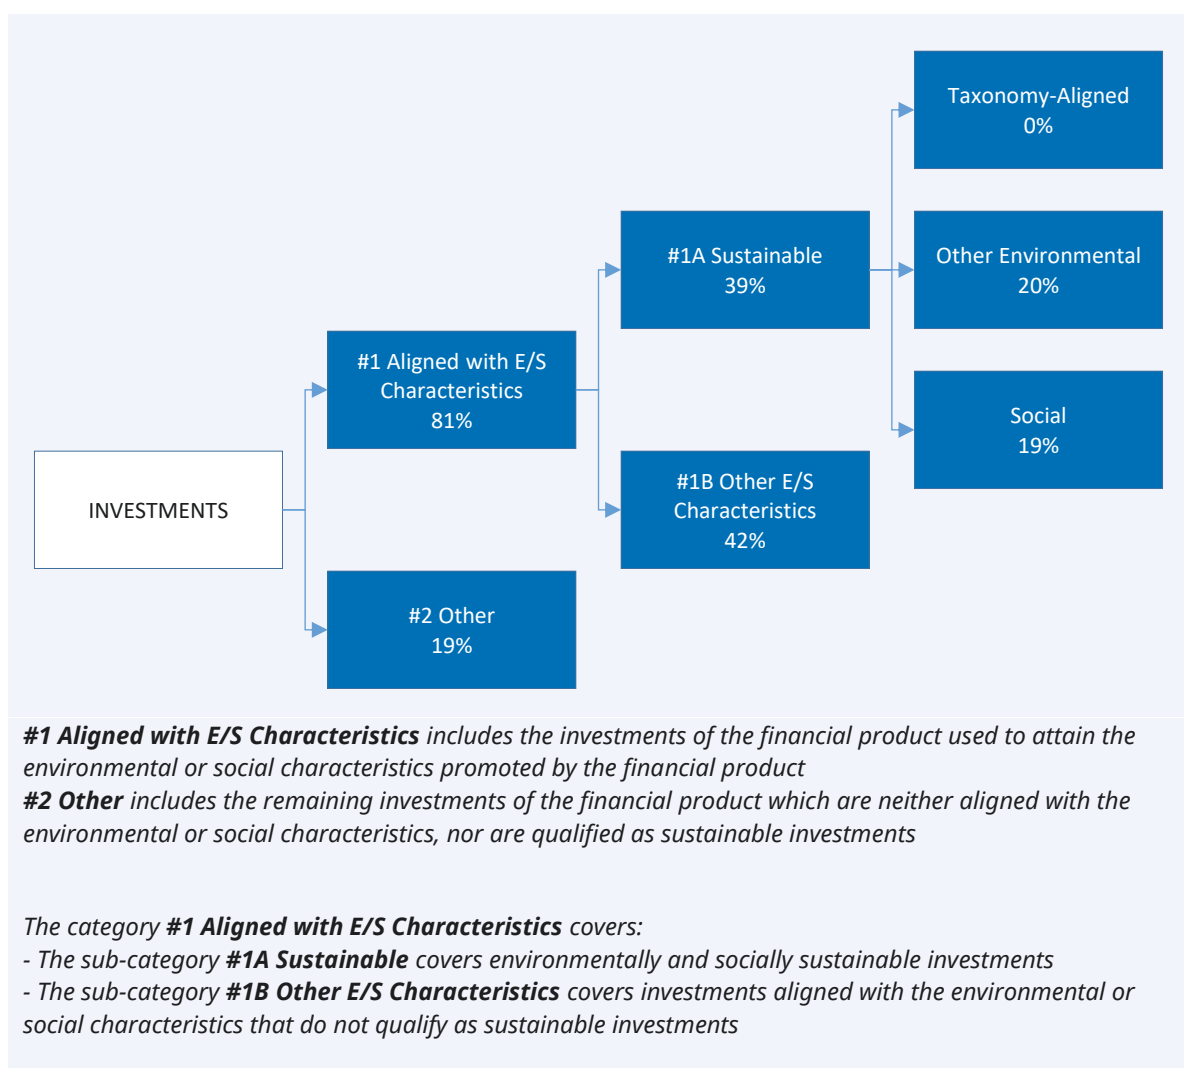 Taxonomy-Aligned
0%
#1A Sustainable
39%
Other Environmental
20%
#1 Aligned with E/S
Characteristics
81%
Social
19%
INVESTMENTS
#1B Other E/S
Characteristics
42%
#2 Other
19%
#1 Aligned with E/S Characteristics includes the investments of the financial product used to attain the
environmental or social characteristics promoted by the financial product
#2 Other includes the remaining investments of the financial product which are neither aligned with the
environmental or social characteristics, nor are qualified as sustainable investments
The category #1 Aligned with E/S Characteristics covers:
- The sub-category #1A Sustainable covers environmentally and socially sustainable investments
- The sub-category #1B Other E/S Characteristics covers investments aligned with the environmental or
social characteristics that do not qualify as sustainable investments